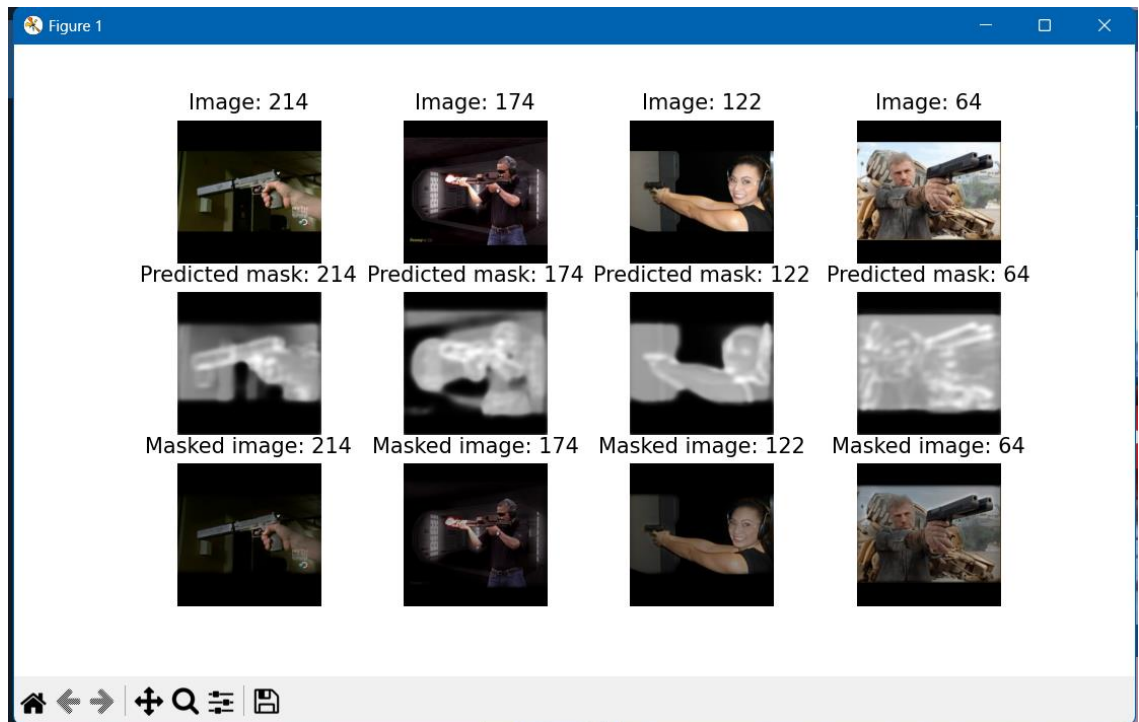 Figure 1
Image: 214
Image: 174
Image: 122
Image: 64
Predicted mask: 214
Predicted mask: 174
Predicted mask: 122
Predicted mask: 64
Masked image: 214
Masked image: 174
Masked image: 122
Masked image: 64